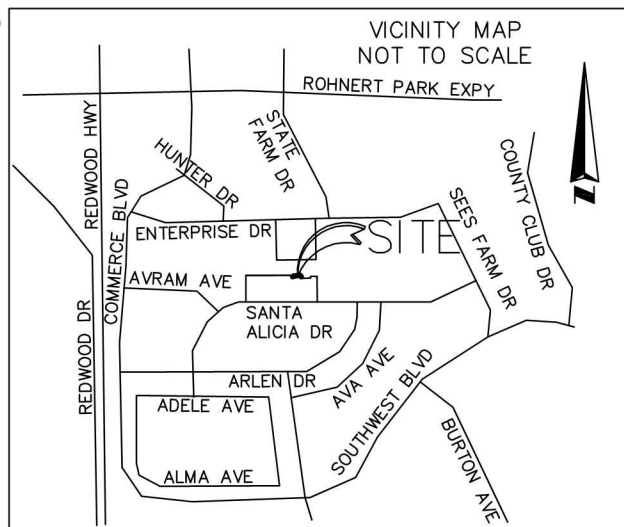 VICINITY MAP
NOT TO SCALE
ROHNERT PARK EXPY
REDWOOD HWY
STATE
FARM DR
HUNTER DR
COUNTY CLUB DR
COMMERCE BLVD
SEES FARM DR
ENTERPRISE DR
SITE
AVRAM AVE
SANTA
ALICIA DR
REDWOOD DR
ARLEN DR
AVA AVE
ADELE AVE
SOUTHWEST BLVD
BURTON AVE
ALMA AVE